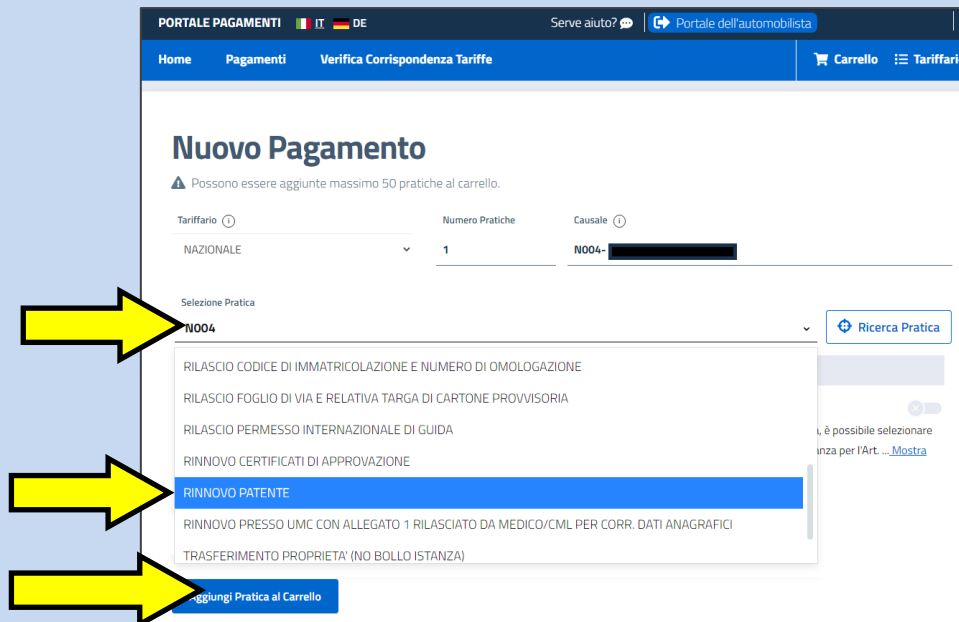 PORTALE PAGAMENTI IT DE Serve aiuto? Portale dell'automobilista
Home Pagamenti Verifica Corrispondenza Tariffe Carrello Tariffario
Nuovo Pagamento
Possono essere aggiunte massimo 50 pratiche al carrello.
Tariffario Numero Pratiche Causale
NAZIONALE 1 N004-
Selezione Pratica
N004 Ricerca Pratica
RILASCIO CODICE DI IMMATRICOLAZIONE E NUMERO DI OMOLOGAZIONE
RILASCIO FOGLIO DI VIA E RELATIVA TARGA DI CARTONE PROVVISORIA
RILASCIO PERMESSO INTERNAZIONALE DI GUIDA
, è possibile selezionare
RINNOVO CERTIFICATI DI APPROVAZIONE
per l'Art. ... Mostra
RINNOVO PATENTE
RINNOVO PRESSO UMC CON ALLEGATO 1 RILASCIATO DA MEDICO/CML PER CORR. DATI ANAGRAFICI
TRASFERIMENTO PROPRIETA' (NO BOLLO ISTANZA)
Aggiungi Pratica al Carrello